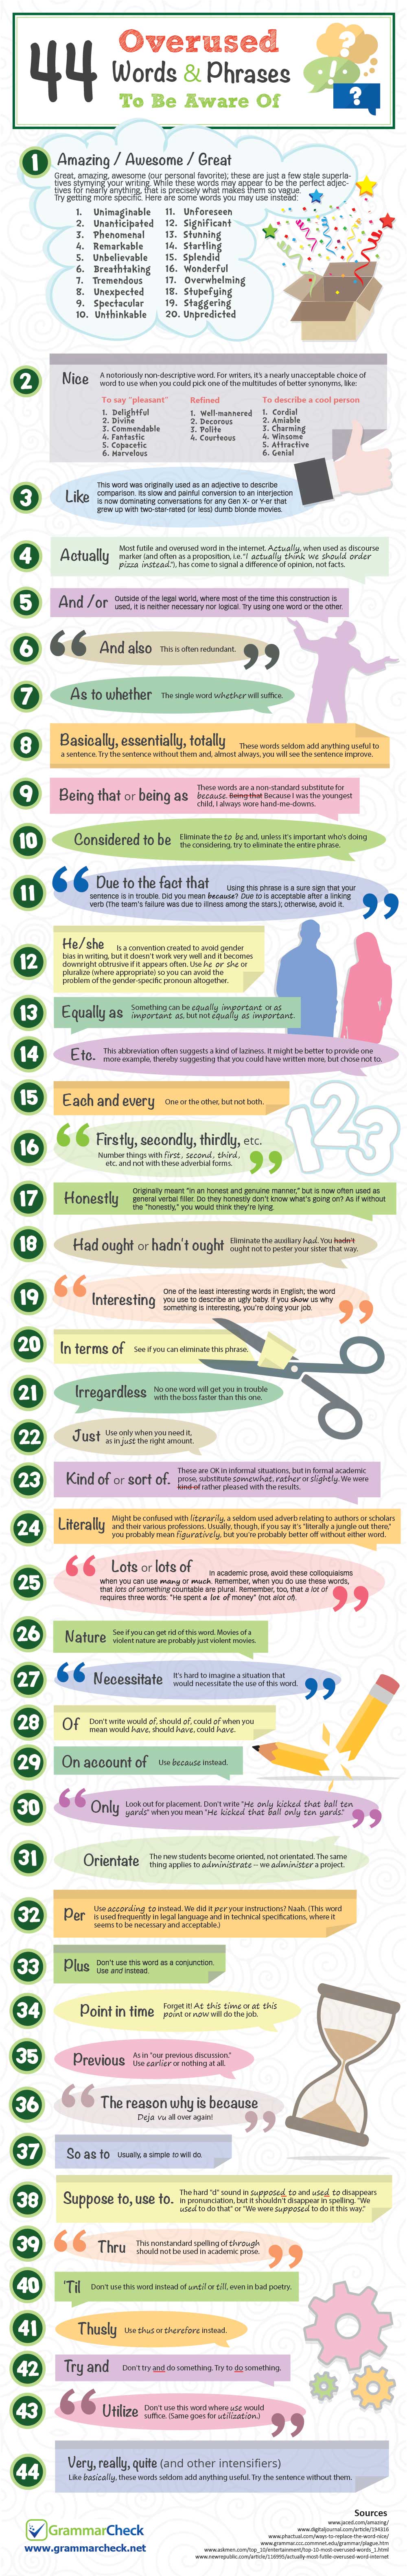 44
Overused
Words & Phrases
To Be Aware Of
1
Amazing / Awesome / Great
Great, amazing, awesome (our personal favorite); these are just a few stale superla-
tives stymying your writing. While these words may appear to be the perfect adjec-
tives for nearly anything, that is precisely what makes them so vague.
Try getting more specific. Here are some words you may use instead:
1. Unimaginable
2. Unanticipated
3. Phenomenal
4. Remarkable
5. Unbelievable
6. Breathtaking
7. Tremendous
8. Unexpected
9. Spectacular
10. Unthinkable
11. Unforeseen
12. Significant
13. Stunning
14. Startling
15. Splendid
16. Wonderful
17. Overwhelming
18. Stupefying
19. Staggering
20. Unpredicted
2
Nice
A notoriously non-descriptive word. For writers, it's a nearly unacceptable choice of
word to use when you could pick one of the multitudes of better synonyms, like:
To say "pleasant"
1. Delightful
2. Divine
3. Commendable
4. Fantastic
5. Copacetic
6. Marvelous
Refined
1. Well-mannered
2. Decorous
3. Polite
4. Courteous
To describe a cool person
1. Cordial
2. Amiable
3. Charming
4. Winsome
5. Attractive
6. Genial
3
Like
This word was originally used as an adjective to describe
comparison. Its slow and painful conversion to an interjection
is now dominating conversations for any Gen X- or Y-er that
grew up with two-star-rated (or less) dumb blonde movies.
4
Actually
Most futile and overused word in the internet. Actually, when used as discourse
marker (and often as a proposition, i.e."I actually think we should order
pizza instead."), has come to signal a difference of opinion, not facts.
5
And /or
Outside of the legal world, where most of the time this construction is
used, it is neither necessary nor logical. Try using one word or the other.
6
And also
This is often redundant.
7
As to whether
The single word whether will suffice.
8
Basically, essentially, totally
These words seldom add anything useful to
a sentence. Try the sentence without them and, almost always, you will see the sentence improve.
9
Being that or being as
These words are a non-standard substitute for
because. Being that Because I was the youngest
child, I always wore hand-me-downs.
10
Considered to be
Eliminate the to be and, unless it's important who's doing
the considering, try to eliminate the entire phrase.
11
Due to the fact that
Using this phrase is a sure sign that your
sentence is in trouble. Did you mean because? Due to is acceptable after a linking
verb (The team's failure was due to illness among the stars.); otherwise, avoid it.
12
He/she
Is a convention created to avoid gender
bias in writing, but it doesn't work very well and it becomes
downright obtrusive if it appears often. Use he or she or
pluralize (where appropriate) so you can avoid the
problem of the gender-specific pronoun altogether.
13
Equally as
Something can be equally important or as
important as, but not equally as important.
14
Etc.
This abbreviation often suggests a kind of laziness. It might be better to provide one
more example, thereby suggesting that you could have written more, but chose not to.
15
Each and every
One or the other, but not both.
16
Firstly, secondly, thirdly, etc.
Number things with first, second, third,
etc. and not with these adverbial forms.
123
17
Honestly
Originally meant "in an honest and genuine manner," but is now often used as
general verbal filler. Do they honestly don't know what's going on? As if without
the "honestly," you would think they're lying.
18
Had ought or hadn't ought
Eliminate the auxiliary had. You hadn't
ought not to pester your sister that way.
19
Interesting
One of the least interesting words in English; the word
you use to describe an ugly baby. If you show us why
something is interesting, you're doing your job.
20
In terms of
See if you can eliminate this phrase.
21
Irregardless
No one word will get you in trouble
with the boss faster than this one.
22
Just
Use only when you need it,
as in just the right amount.
23
Kind of or sort of.
These are OK in informal situations, but in formal academic
prose, substitute somewhat, rather or slightly. We were
kind of rather pleased with the results.
24
Literally
Might be confused with literarily, a seldom used adverb relating to authors or scholars
and their various professions. Usually, though, if you say it's "literally a jungle out there,"
you probably mean figuratively, but you're probably better off without either word.
25
Lots or lots of
In academic prose, avoid these colloquialisms
when you can use many or much. Remember, when you do use these words,
that lots of something countable are plural. Remember, too, that a lot of
requires three words: "He spent a lot of money" (not alot of).
26
Nature
See if you can get rid of this word. Movies of a
violent nature are probably just violent movies.
27
Necessitate
It's hard to imagine a situation that
would necessitate the use of this word.
28
Of
Don't write would of, should of, could of when you
mean would have, should have, could have.
29
On account of
Use because instead.
30
Only
Look out for placement. Don't write "He only kicked that ball ten
yards" when you mean "He kicked that ball only ten yards."
31
Orientate
The new students become oriented, not orientated. The same
thing applies to administrate – we administer a project.
32
Per
Use according to instead. We did it per your instructions? Naah. (This word
is used frequently in legal language and in technical specifications, where it
seems to be necessary and acceptable.)
33
Plus
Don't use this word as a conjunction.
Use and instead.
34
Point in time
Forget it! At this time or at this
point or now will do the job.
35
Previous
As in "our previous discussion."
Use earlier or nothing at all.
36
The reason why is because
Deja vu all over again!
37
So as to
Usually, a simple to will do.
38
Suppose to, use to.
The hard "d" sound in supposed to and used to disappears
in pronunciation, but it shouldn't disappear in spelling. "We
used to do that" or "We were supposed to do it this way."
39
Thru
This nonstandard spelling of through
should not be used in academic prose.
40
'Til
Don't use this word instead of until or till, even in bad poetry.
41
Thusly
Use thus or therefore instead.
42
Try and
Don't try and do something. Try to do something.
43
Utilize
Don't use this word where use would
suffice. (Same goes for utilization.)
44
Very, really, quite (and other intensifiers)
Like basically, these words seldom add anything useful. Try the sentence without them.
GrammarCheck
www.grammarcheck.net
Sources
www.jaced.com/amazing/
www.digitaljournal.com/article/194816
www.phactual.com/ways-to-replace-the-word-nice/
www.grammar.ccc.commnet.edu/grammar/plague.htm
www.askmen.com/top_10/entertainment/top-10-most-overused-words_1.html
www.newrepublic.com/article/116995/actually-most-futile-overused-word-internet